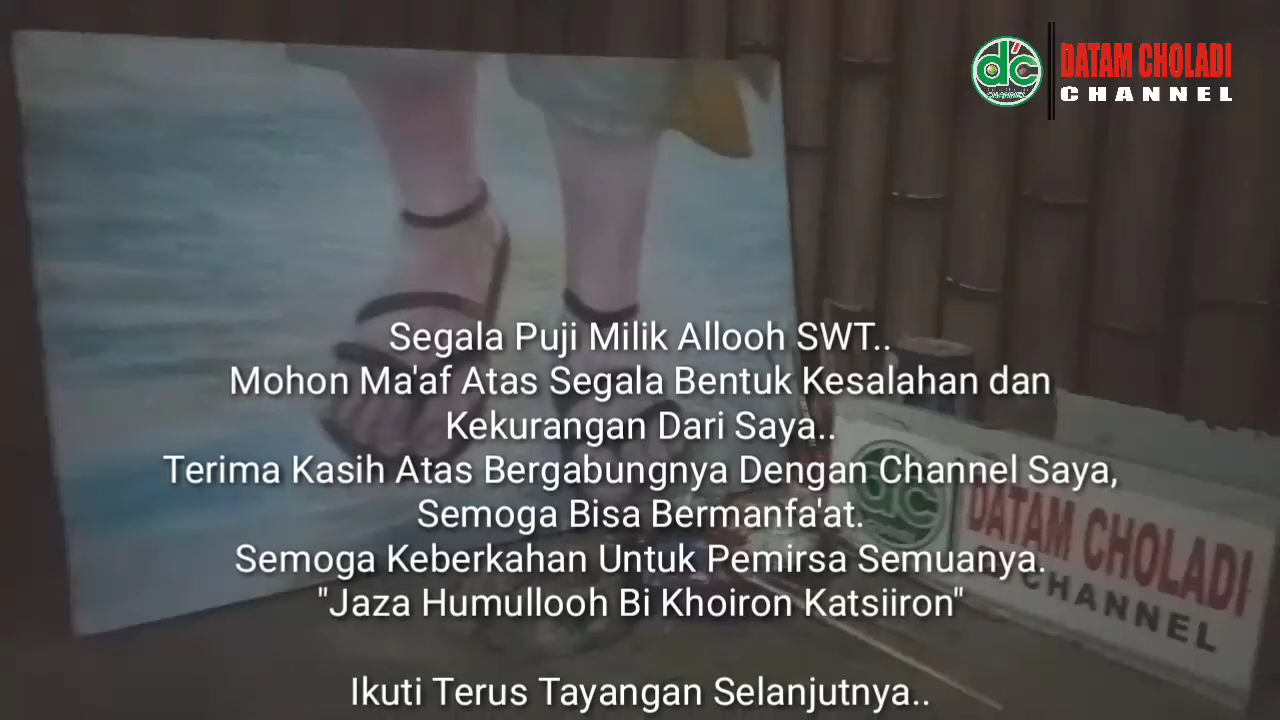 d'c
DATAM CHOLADI
CHANNEL
Segala Puji Milik Allooh SWT..
Mohon Ma'af Atas Segala Bentuk Kesalahan dan
Kekurangan Dari Saya..
Terima Kasih Atas Bergabungnya Dengan Channel Saya,
Semoga Bisa Bermanfa'at.
Semoga Keberkahan Untuk Pemirsa Semuanya.
"Jaza Humullooh Bi Khoiron Katsiiron"
Ikuti Terus Tayangan Selanjutnya..
dc
DATAM CHOLADI
CHANNEL